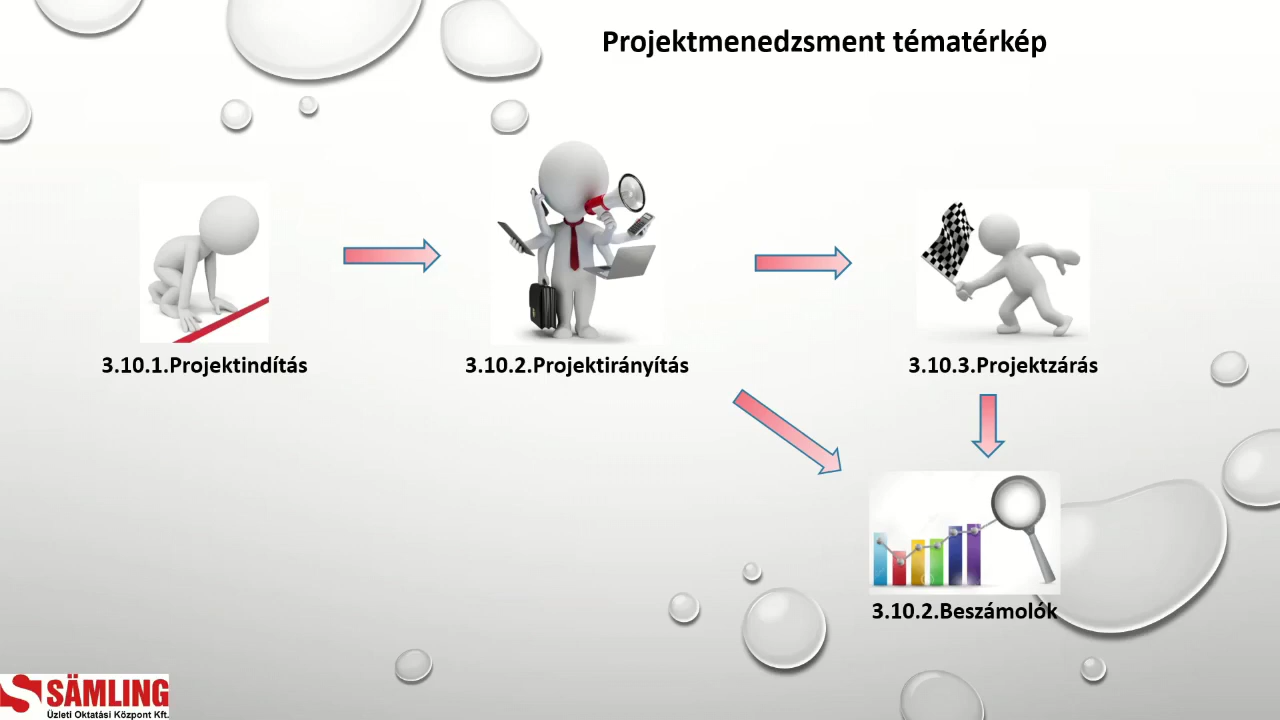 Projektmenedzsment tématérkép
3.10.1.Projektindítás
3.10.2.Projektirányítás
3.10.3.Projektzárás
3.10.2.Beszámolók
SÄMLING
Üzleti Oktatási Központ Kft.